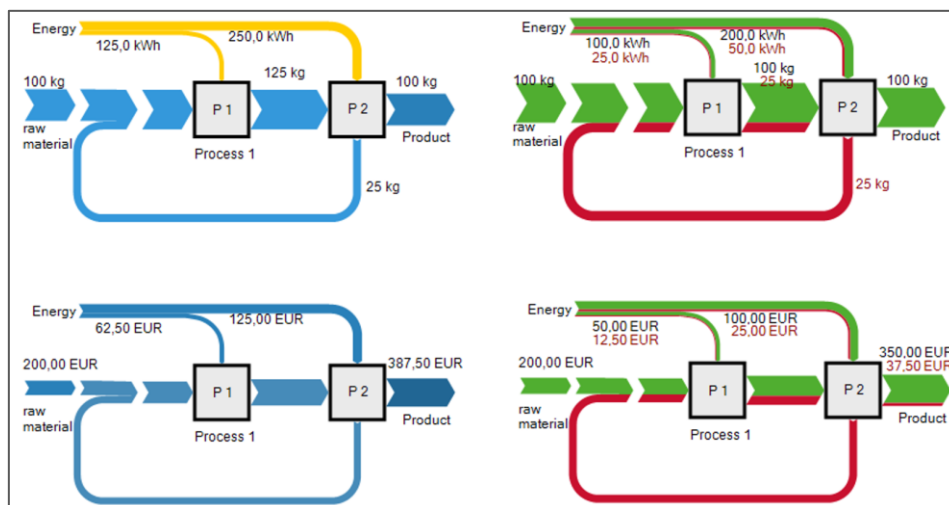 Energy
125,0 kWh
250,0 kWh
100 kg
125 kg
100 kg
P 1
P 2
raw
material
Process 1
Product
25 kg
Energy
100,0 kWh
25,0 kWh
200,0 kWh
50,0 kWh
100 kg
100 kg
25 kg
100 kg
P 1
P 2
raw
material
Process 1
Product
25 kg
Energy
62,50 EUR
125,00 EUR
200,00 EUR
387,50 EUR
P 1
P 2
raw
material
Process 1
Product
Energy
50,00 EUR
12,50 EUR
100,00 EUR
25,00 EUR
200,00 EUR
350,00 EUR
37,50 EUR
P 1
P 2
raw
material
Process 1
Product